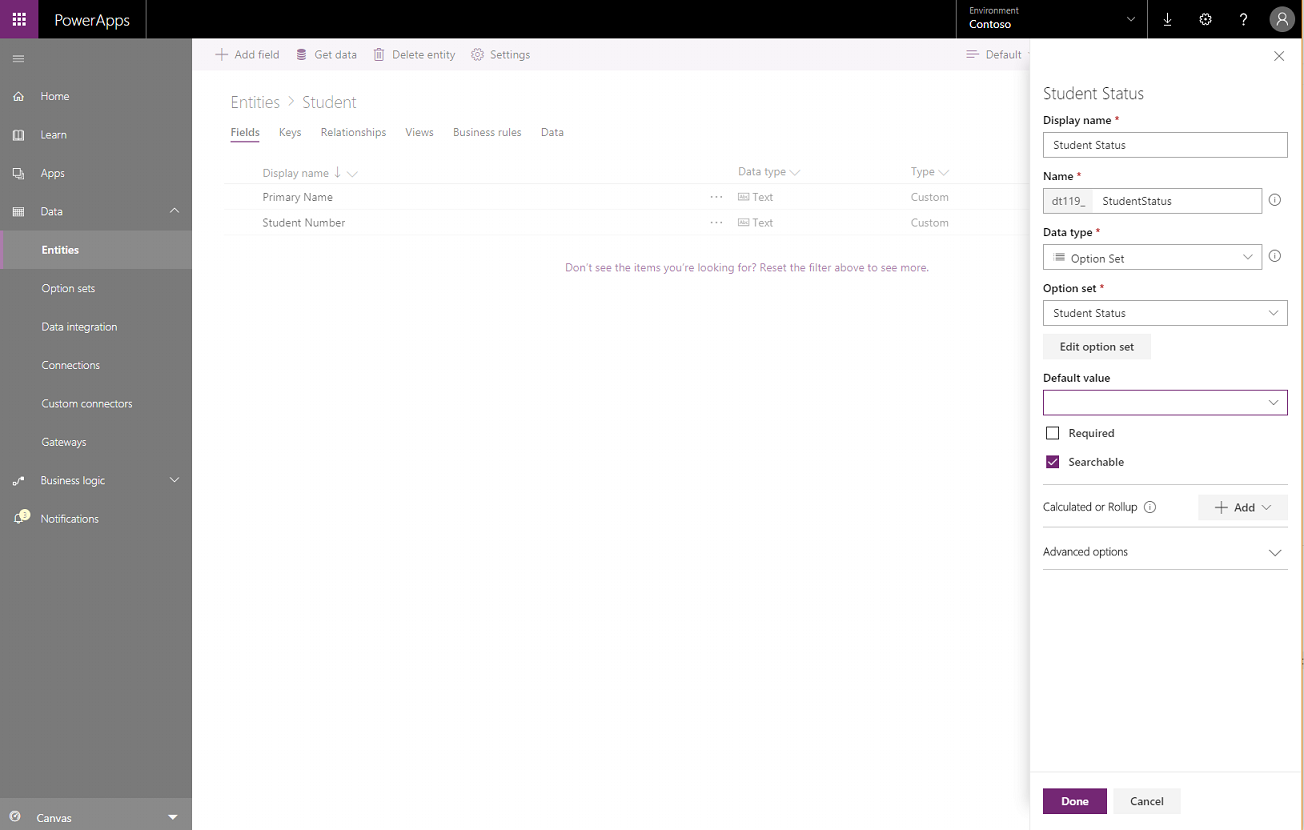 PowerApps
Environment
Contoso
?
Home
Learn
Apps
Data
Entities
Option sets
Data integration
Connections
Custom connectors
Gateways
Business logic
1
Notifications
Canvas
Add field Get data Delete entity Settings Default
Entities > Student
Fields Keys Relationships Views Business rules Data
Display name Data type Type
Primary Name ··· Abc Text Custom
Student Number ··· Abc Text Custom
Don't see the items you're looking for? Reset the filter above to see more.
Student Status
Display name *
Student Status
Name *
dt119_ StudentStatus
Data type *
Option Set
Option set *
Student Status
Edit option set
Default value
Required
Searchable
Calculated or Rollup Add
Advanced options
Done Cancel